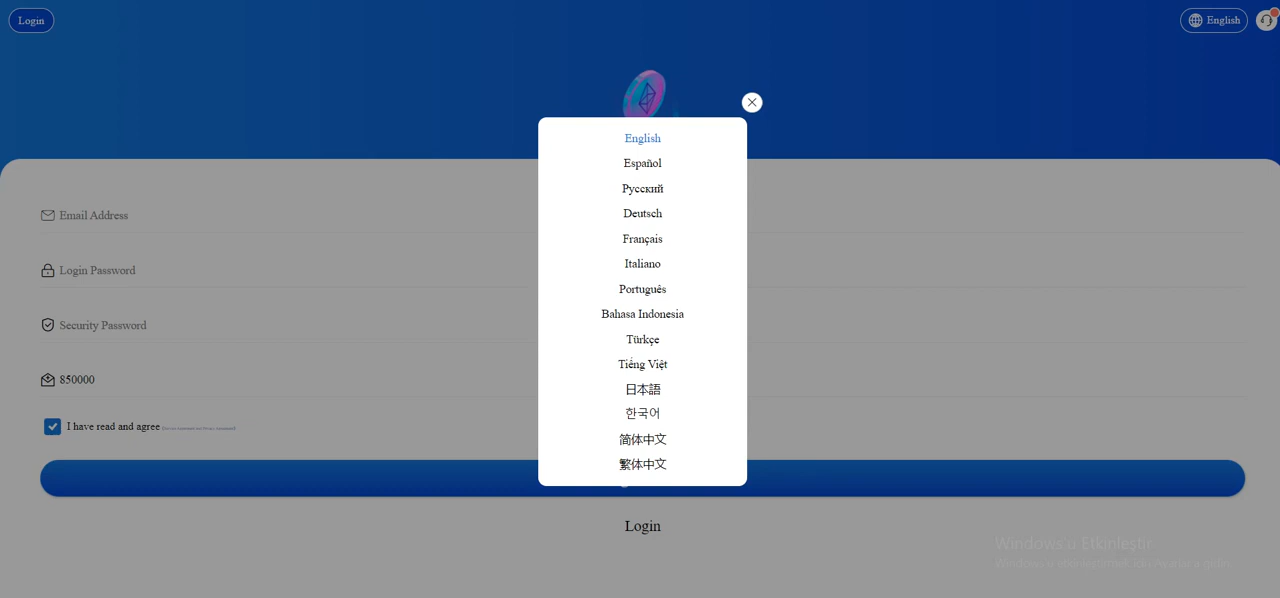 Login
English
English
Español
Русский
Deutsch
Français
Italiano
Português
Bahasa Indonesia
Türkçe
Tiếng Việt
日本語
한국어
简体中文
繁体中文
Email Address
Login Password
Security Password
850000
I have read and agree
Login
Windows'u Etkinleştir